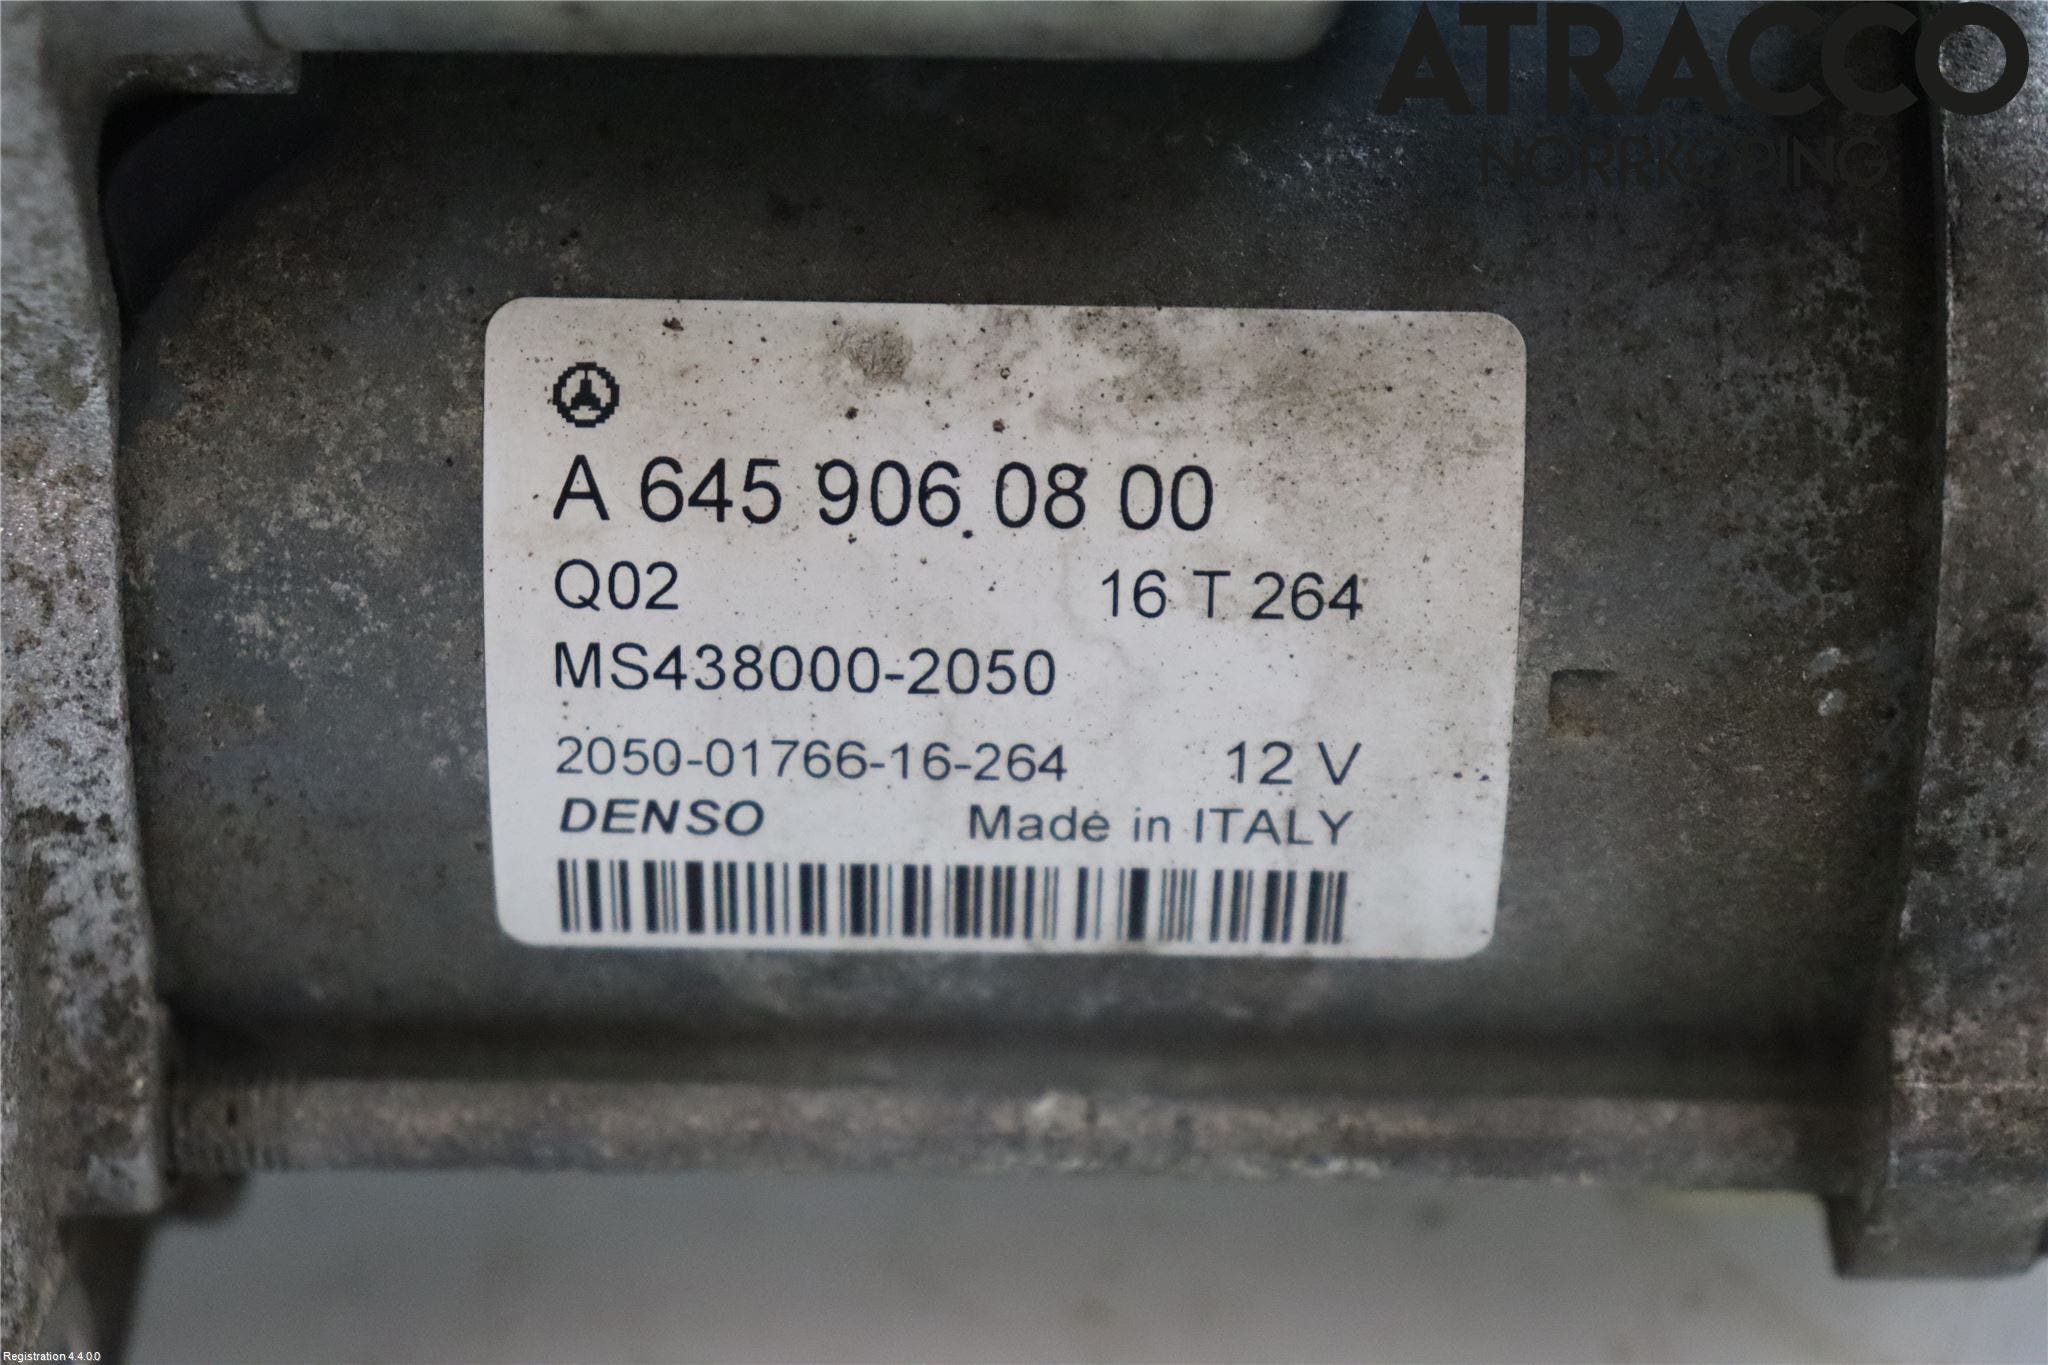 ATRACCO
NORRKÖPING
A 645 906 08 00
Q02 16 T 264
MS438000-2050
2050-01766-16-264 12 V
DENSO Made in ITALY
Registration 4.4.0.0